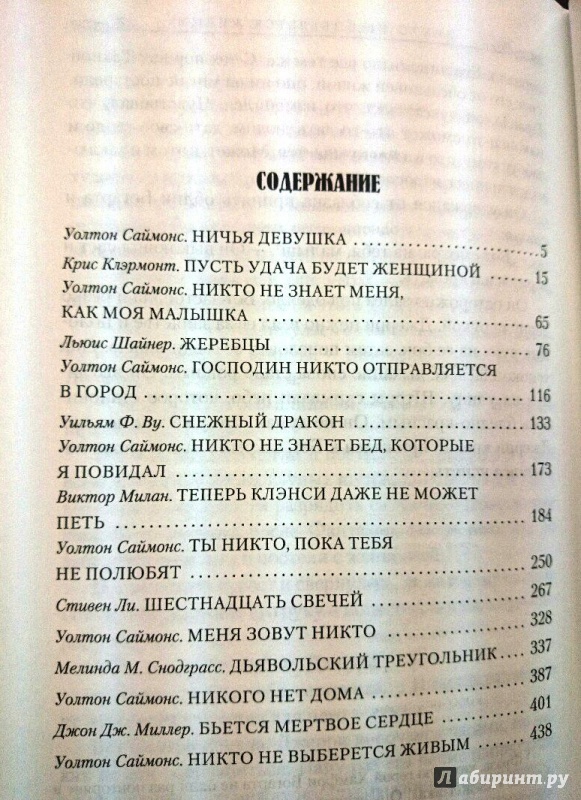 СОДЕРЖАНИЕ
Уолтон Саймонс. НИЧЬЯ ДЕВУШКА 5
Крис Клэрмонт. ПУСТЬ УДАЧА БУДЕТ ЖЕНЩИНОЙ 15
Уолтон Саймонс. НИКТО НЕ ЗНАЕТ МЕНЯ,
КАК МОЯ МАЛЫШКА 65
Льюис Шайнер. ЖЕРЕБЦЫ 76
Уолтон Саймонс. ГОСПОДИН НИКТО ОТПРАВЛЯЕТСЯ
В ГОРОД 116
Уильям Ф. Ву. СНЕЖНЫЙ ДРАКОН 133
Уолтон Саймонс. НИКТО НЕ ЗНАЕТ БЕД, КОТОРЫЕ
Я ПОВИДАЛ 173
Виктор Милан. ТЕПЕРЬ КЛЭНСИ ДАЖЕ НЕ МОЖЕТ
ПЕТЬ 184
Уолтон Саймонс. ТЫ НИКТО, ПОКА ТЕБЯ
НЕ ПОЛЮБЯТ 250
Стивен Ли. ШЕСТНАДЦАТЬ СВЕЧЕЙ 267
Уолтон Саймонс. МЕНЯ ЗОВУТ НИКТО 328
Мелинда М. Снодграсс. ДЬЯВОЛЬСКИЙ ТРЕУГОЛЬНИК 337
Уолтон Саймонс. НИКОГО НЕТ ДОМА 387
Джон Дж. Миллер. БЬЕТСЯ МЕРТВОЕ СЕРДЦЕ 401
Уолтон Саймонс. НИКТО НЕ ВЫБЕРЕТСЯ ЖИВЫМ 438
Лабиринт.ру